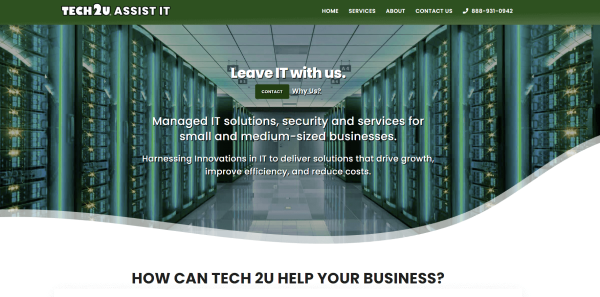 TECH2U ASSIST IT
HOME SERVICES ABOUT CONTACT US 888-931-0942
Leave IT with us.
CONTACT Why Us?
Managed IT solutions, security and services for
small and medium-sized businesses.
Harnessing Innovations in IT to deliver solutions that drive growth,
improve efficiency, and reduce costs.
HOW CAN TECH 2U HELP YOUR BUSINESS?